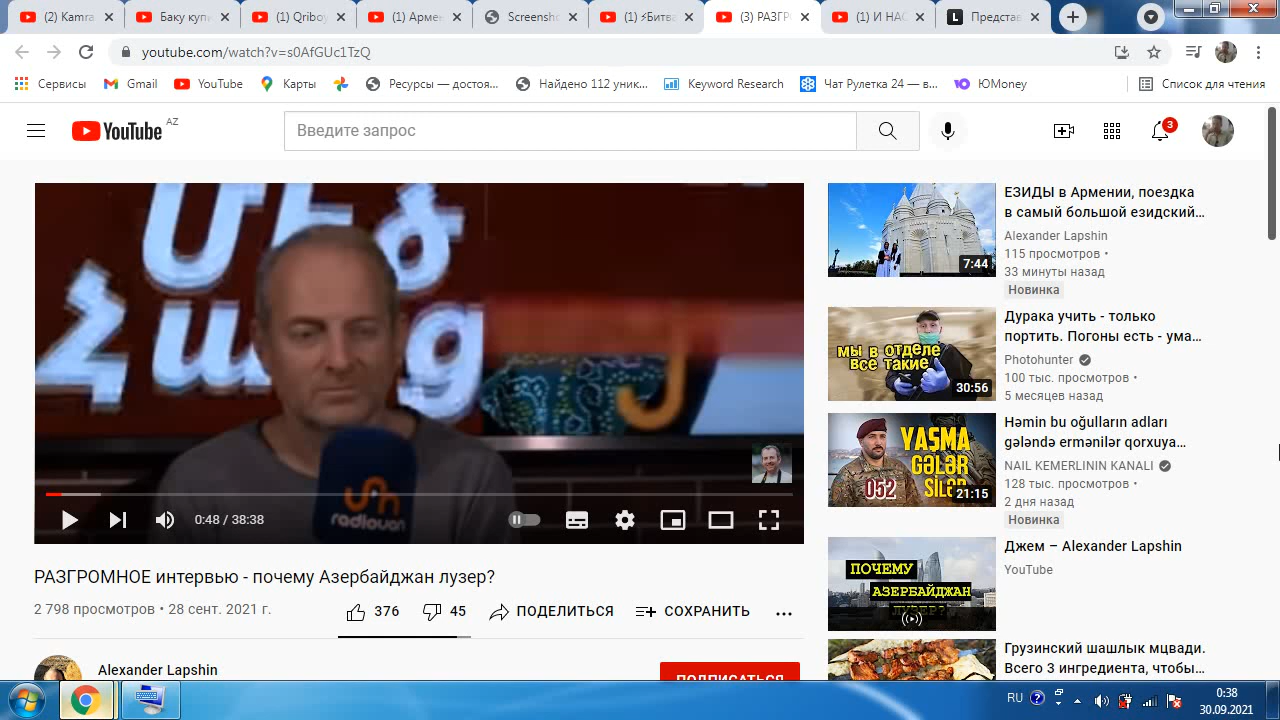 (2) Kamra
Баку купи
(1) Qriboy
(1) Армен
Screensh
(1) ⚡Битва
(3) РАЗГРО
(1) И НАС
Представ
youtube.com/watch?v=s0AfGUc1TzQ
Сервисы
Gmail
YouTube
Карты
Ресурсы — достоя...
Найдено 112 уник...
Keyword Research
Чат Рулетка 24 — в...
ЮMoney
Список для чтения
YouTube AZ
Введите запрос
3
ՄԵԾ
radiovan
0:48 / 38:38
РАЗГРОМНОЕ интервью - почему Азербайджан лузер?
2 798 просмотров • 28 сент. 2021 г.
376
45
ПОДЕЛИТЬСЯ
СОХРАНИТЬ
Alexander Lapshin
ПОДПИСАТЬСЯ
7:44
ЕЗИДЫ в Армении, поездка
в самый большой езидский...
Alexander Lapshin
115 просмотров •
33 минуты назад
Новинка
МЫ В ОТДЕЛЕ
ВСЕ ТАКИЕ
30:56
Дурака учить - только
портить. Погоны есть - ума...
Photohunter
100 тыс. просмотров •
5 месяцев назад
YAŞMA
GƏLƏR
SİLƏR
052
21:15
Həmin bu oğulların adları
gələndə ermənilər qorxuya...
NAIL KEMERLININ KANALI
128 тыс. просмотров •
2 дня назад
Новинка
ПОЧЕМУ
АЗЕРБАЙДЖАН
ЛУЗЕР?
Джем – Alexander Lapshin
YouTube
Грузинский шашлык мцвади.
Всего 3 ингредиента, чтобы...
RU
0:38
30.09.2021